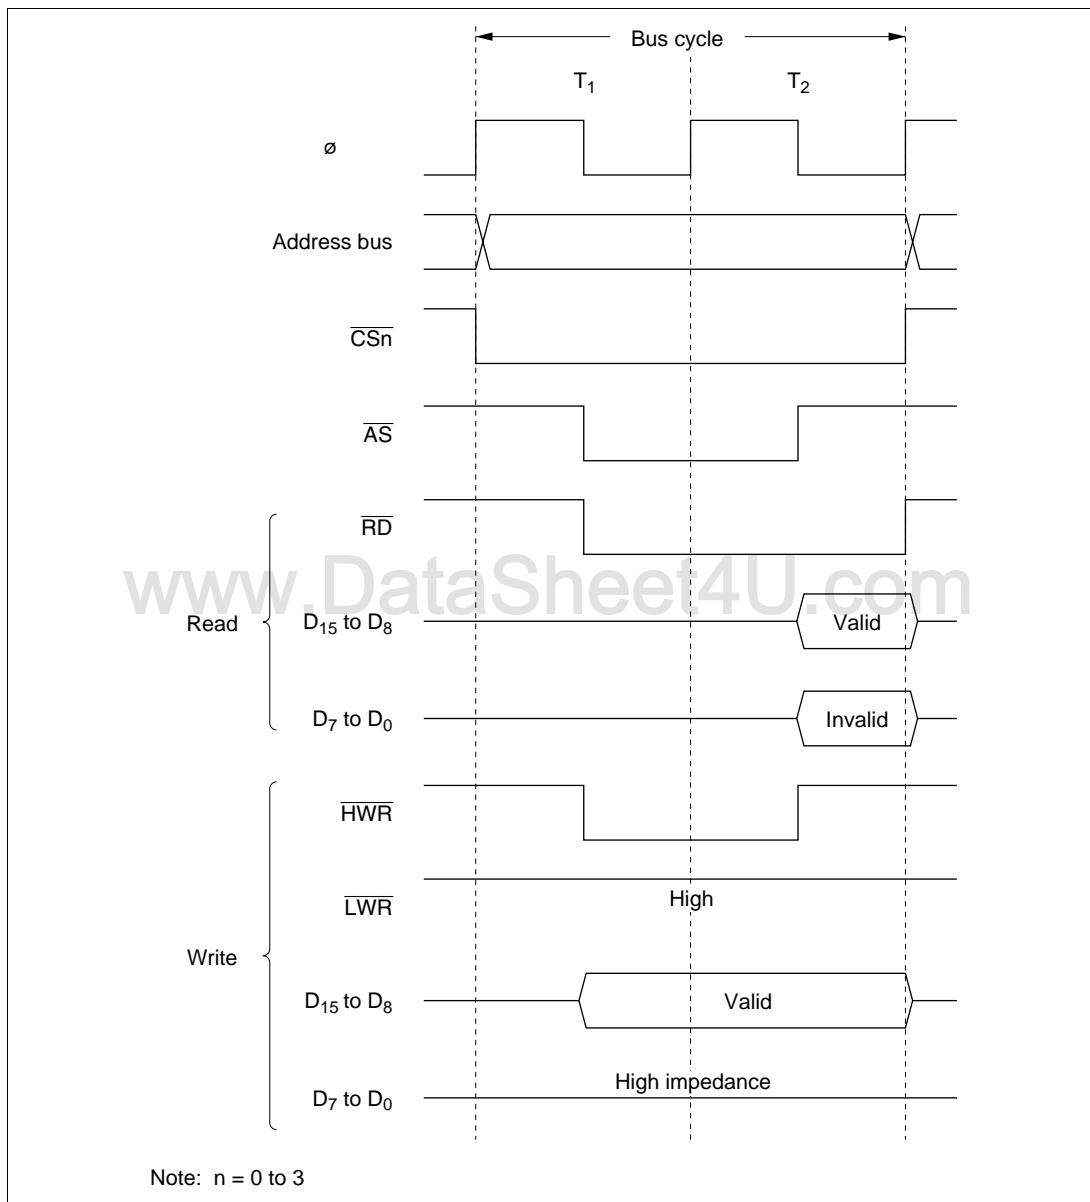 Bus cycle
T1 T2
ø
Address bus
CSn
AS
RD
www.DataSheet4U.com
Read
D15 to D8 Valid
D7 to D0 Invalid
HWR
LWR
High
Write
D15 to D8 Valid
High impedance
D7 to D0
Note: n = 0 to 3